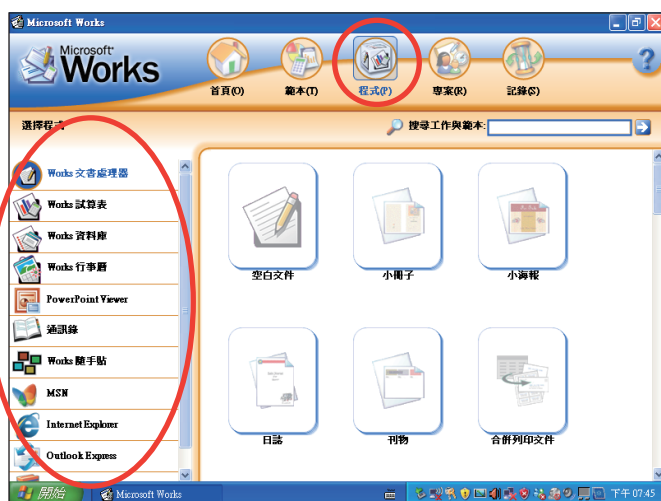 Microsoft Works
Microsoft®
Works
首頁(O)
範本(T)
程式(P)
專案(R)
記錄(S)
?
選擇程式
搜尋工作與範本:
Works 文書處理器
Works 試算表
Works 資料庫
Works 行事曆
PowerPoint Viewer
通訊錄
Works 隨手貼
MSN
Internet Explorer
Outlook Express
空白文件
小冊子
小海報
日誌
刊物
合併列印文件
開始
Microsoft Works
下午 07:45